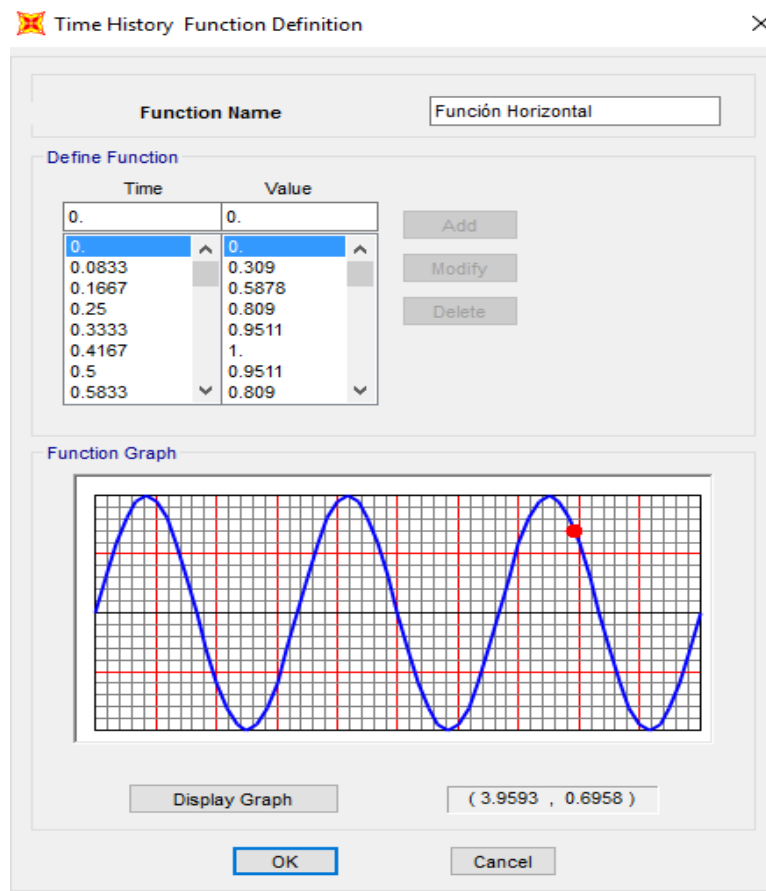 Time History Function Definition
Function Name
Función Horizontal
Define Function
Time Value
0. 0.
0. 0.
0.0833 0.309
0.1667 0.5878
0.25 0.809
0.3333 0.9511
0.4167 1.
0.5 0.9511
0.5833 0.809
Add
Modify
Delete
Function Graph
Display Graph
( 3.9593 , 0.6958 )
OK
Cancel